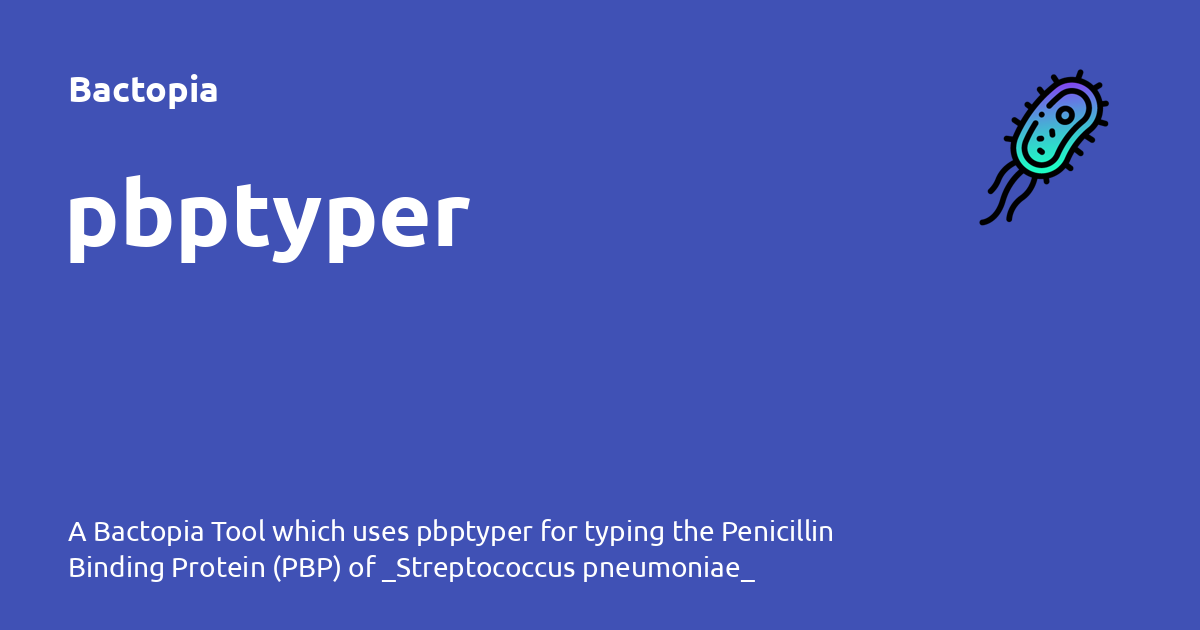 Bactopia
pbptyper
A Bactopia Tool which uses pbptyper for typing the Penicillin
Binding Protein (PBP) of _Streptococcus pneumoniae_